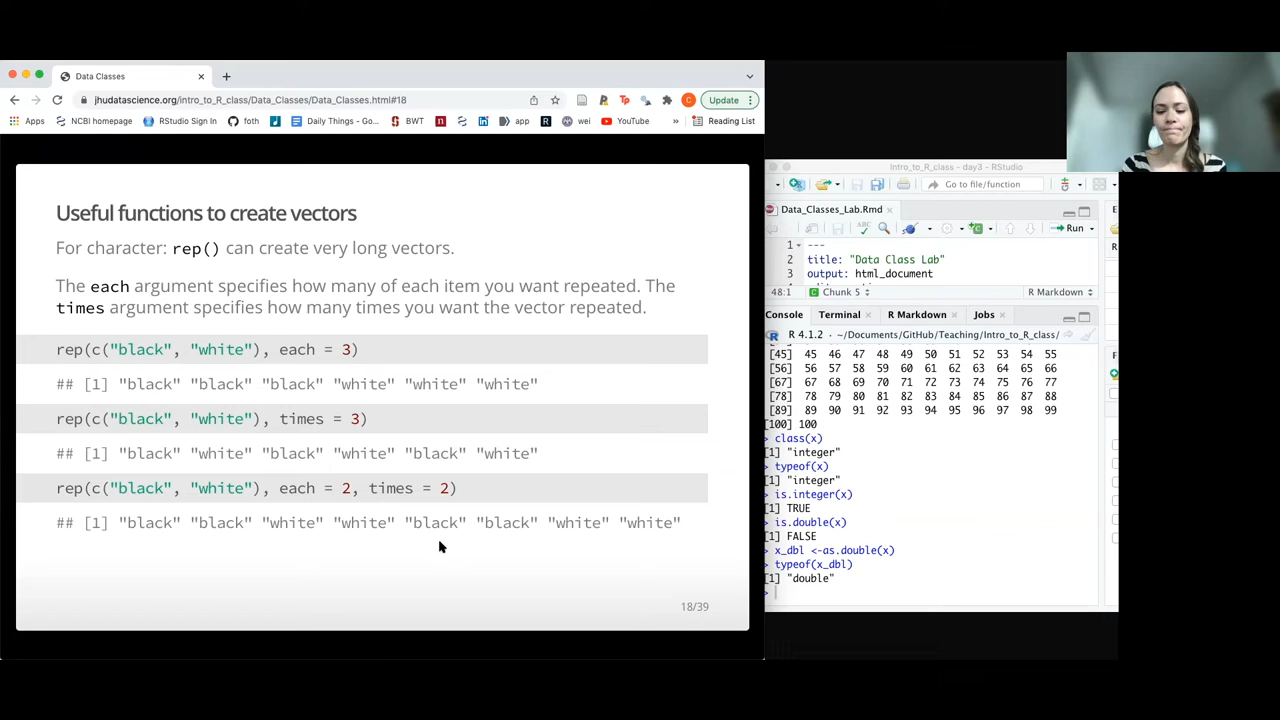 Data Classes
jhudatascience.org/intro_to_R_class/Data_Classes/Data_Classes.html#18
C
Update
Apps
NCBI homepage
RStudio Sign In
foth
Daily Things - Go...
BWT
app
wei
YouTube
»
Reading List
Useful functions to create vectors
For character: rep() can create very long vectors.
The each argument specifies how many of each item you want repeated. The
times argument specifies how many times you want the vector repeated.
rep(c("black", "white"), each = 3)
## [1] "black" "black" "black" "white" "white" "white"
rep(c("black", "white"), times = 3)
## [1] "black" "white" "black" "white" "black" "white"
rep(c("black", "white"), each = 2, times = 2)
## [1] "black" "black" "white" "white" "black" "black" "white" "white"
18/39
Intro_to_R_class - day3 - RStudio
Go to file/function
Data_Classes_Lab.Rmd
Run
1 ---
2 title: "Data Class Lab"
3 output: html_document
48:1
Chunk 5
R Markdown
Console
Terminal
R Markdown
Jobs
R 4.1.2 · ~/Documents/GitHub/Teaching/Intro_to_R_class/
[45] 45 46 47 48 49 50 51 52 53 54 55
[56] 56 57 58 59 60 61 62 63 64 65 66
[67] 67 68 69 70 71 72 73 74 75 76 77
[78] 78 79 80 81 82 83 84 85 86 87 88
[89] 89 90 91 92 93 94 95 96 97 98 99
[100] 100
> class(x)
[1] "integer"
> typeof(x)
[1] "integer"
> is.integer(x)
[1] TRUE
> is.double(x)
[1] FALSE
> x_dbl <-as.double(x)
> typeof(x_dbl)
[1] "double"
>